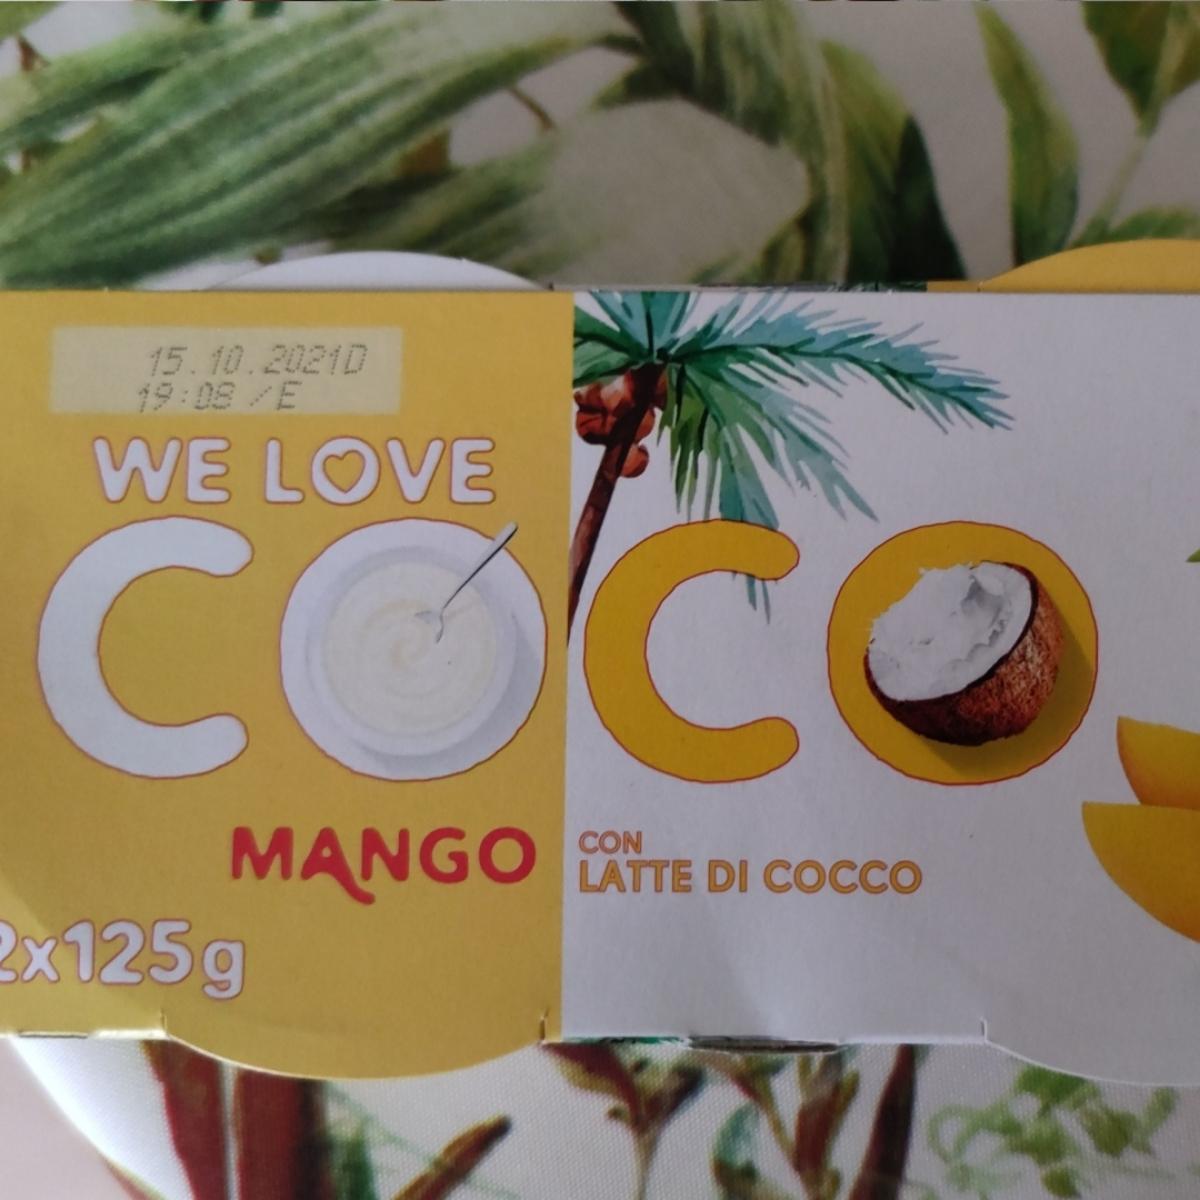 15.10.2021D
19:08 /E
WE LOVE
COCO
MANGO
CON
LATTE DI COCCO
2x125g